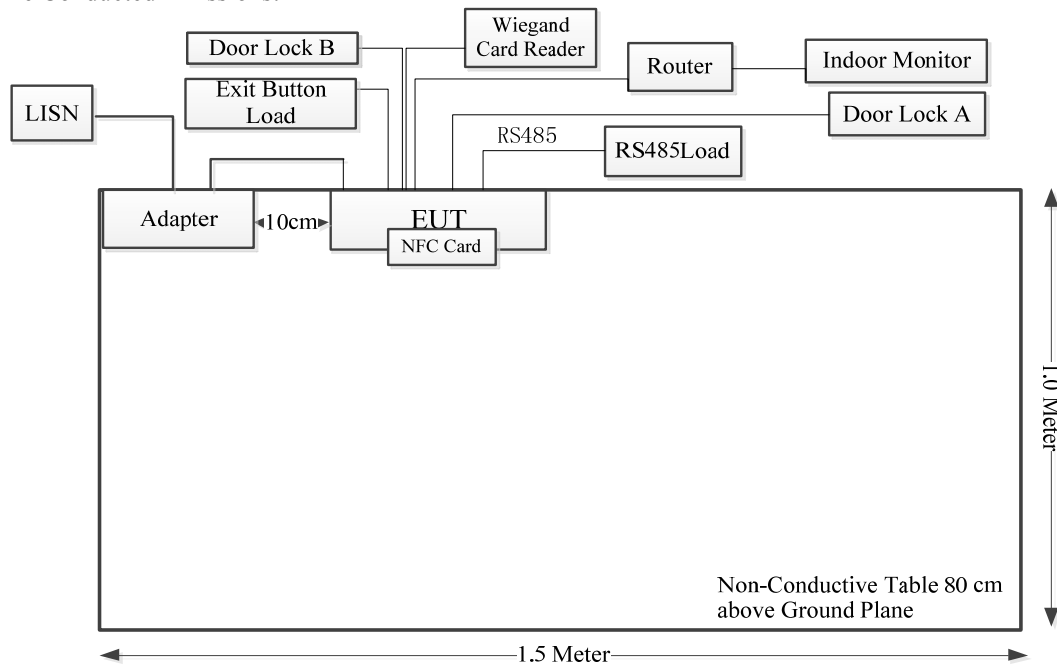 Door Lock B
Wiegand
Card Reader
Router
Indoor Monitor
LISN
Exit Button
Load
Door Lock A
RS485
RS485Load
Adapter
10cm
EUT
NFC Card
1.0 Meter
Non-Conductive Table 80 cm
above Ground Plane
1.5 Meter